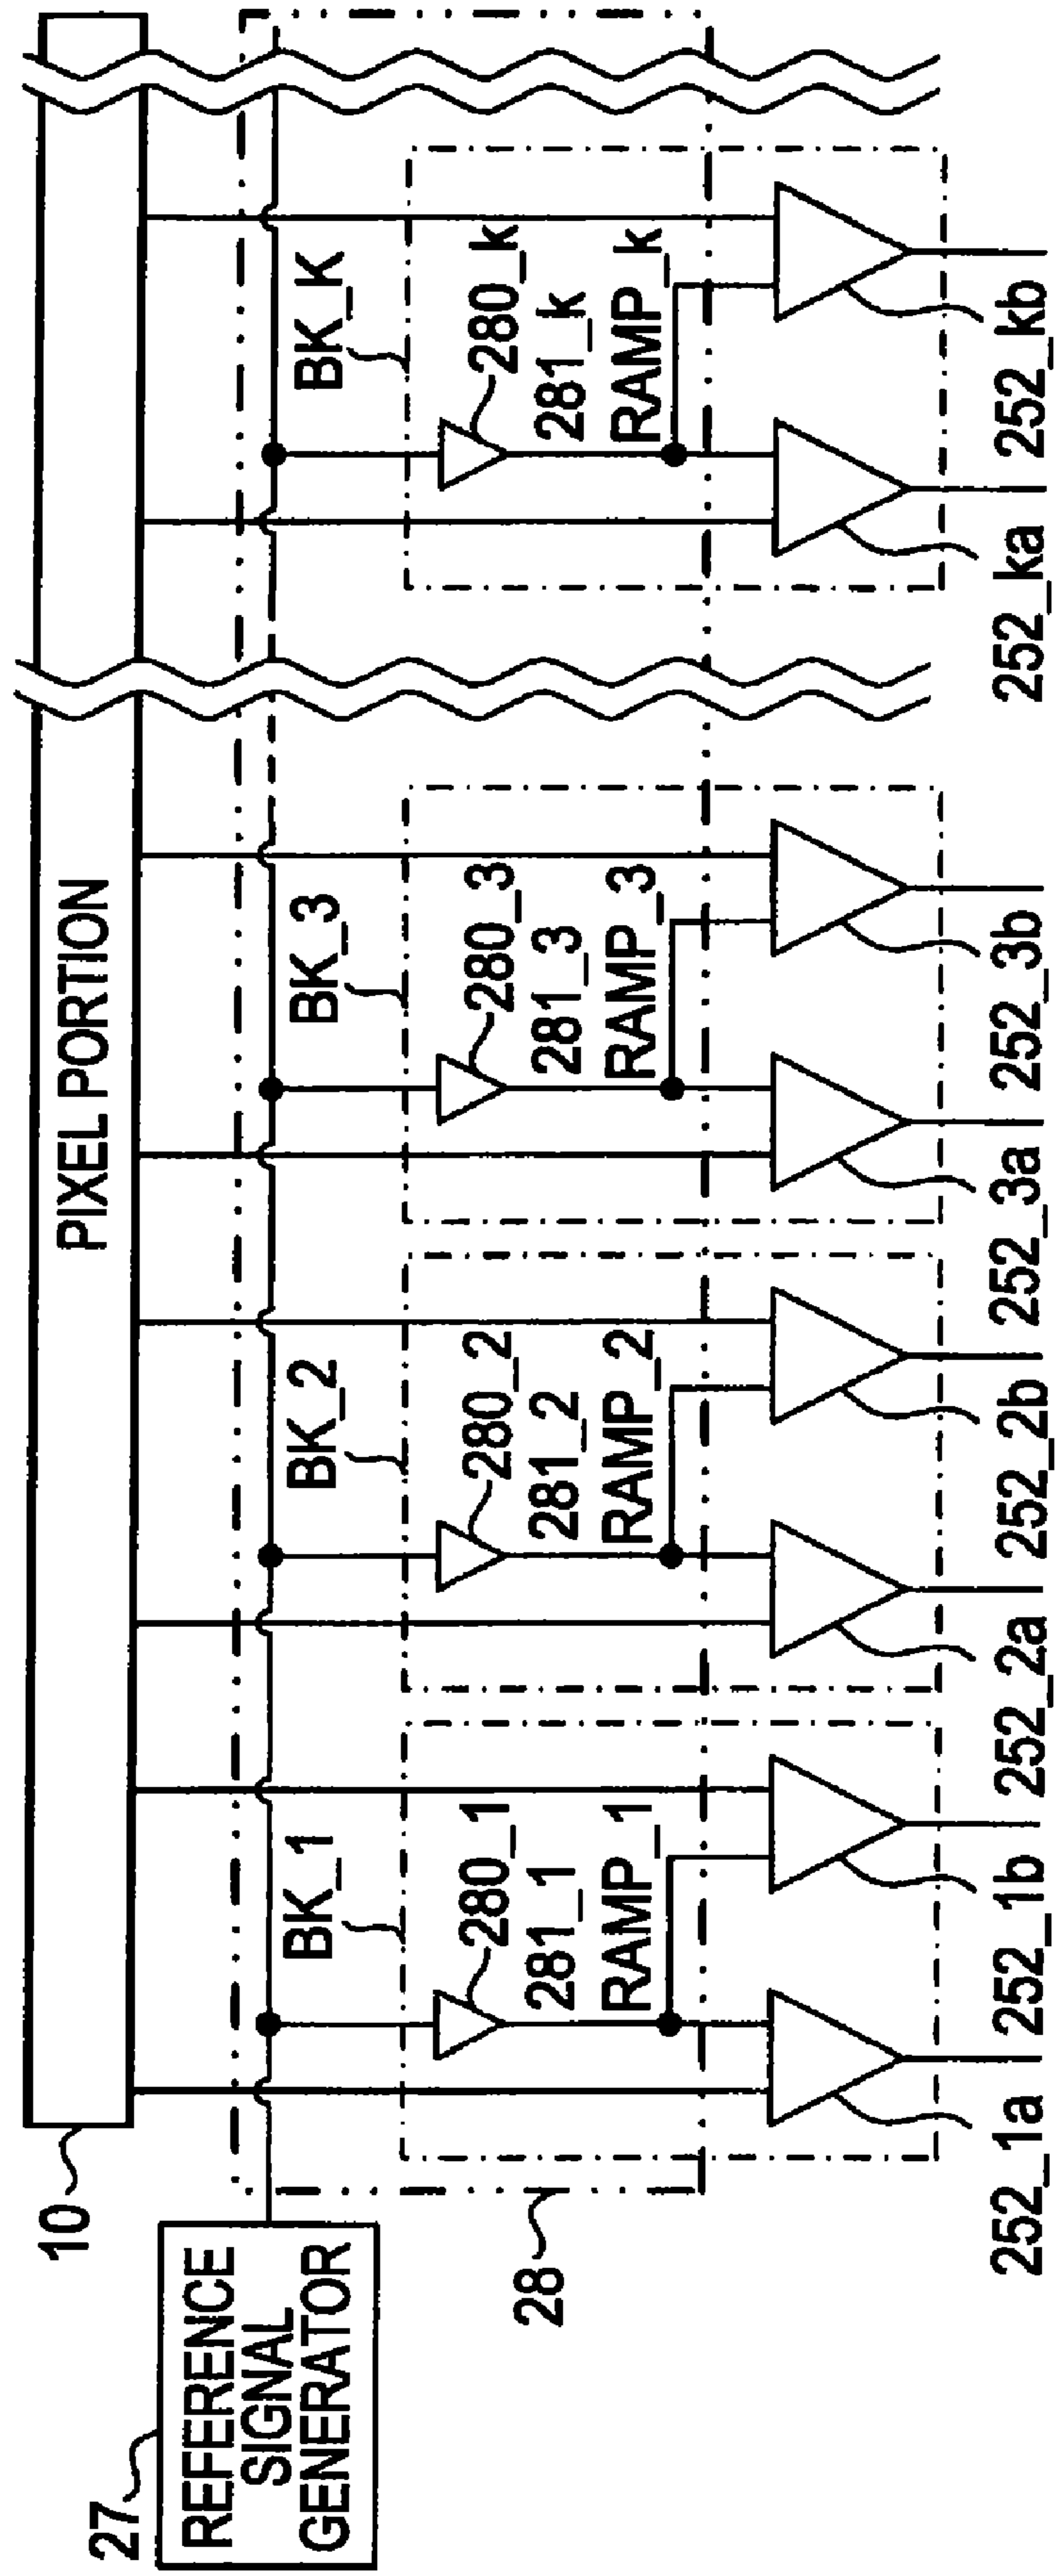 10
PIXEL PORTION
27
REFERENCE
SIGNAL
GENERATOR
28
BK_1
280_1
281_1
RAMP_1
252_1a
252_1b
BK_2
280_2
281_2
RAMP_2
252_2a
252_2b
BK_3
280_3
281_3
RAMP_3
252_3a
252_3b
BK_K
280_k
281_k
RAMP_k
252_ka
252_kb